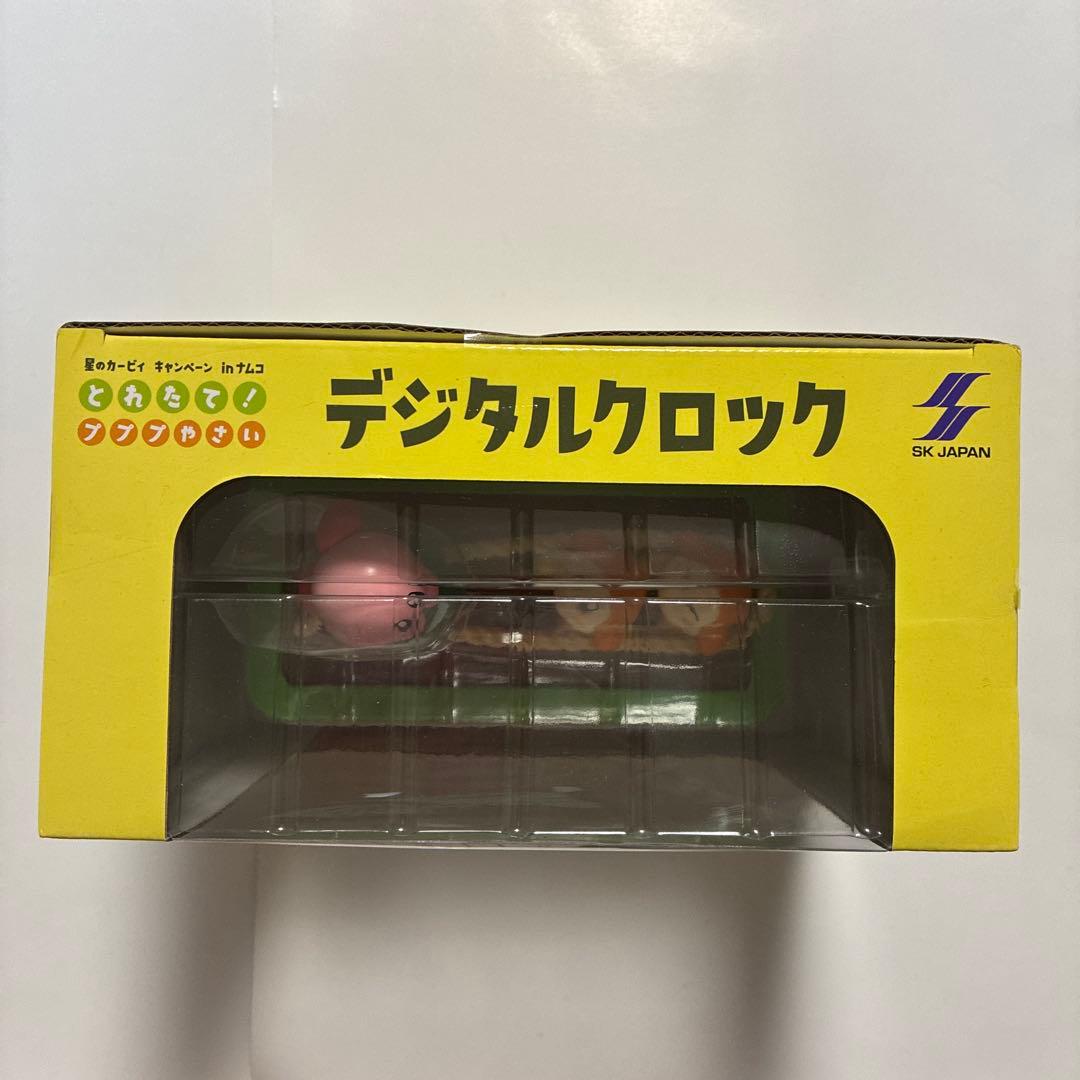 星のカービィ キャンペーン in ナムコ
とれたて!
プププやさい
デジタルクロック
SK JAPAN